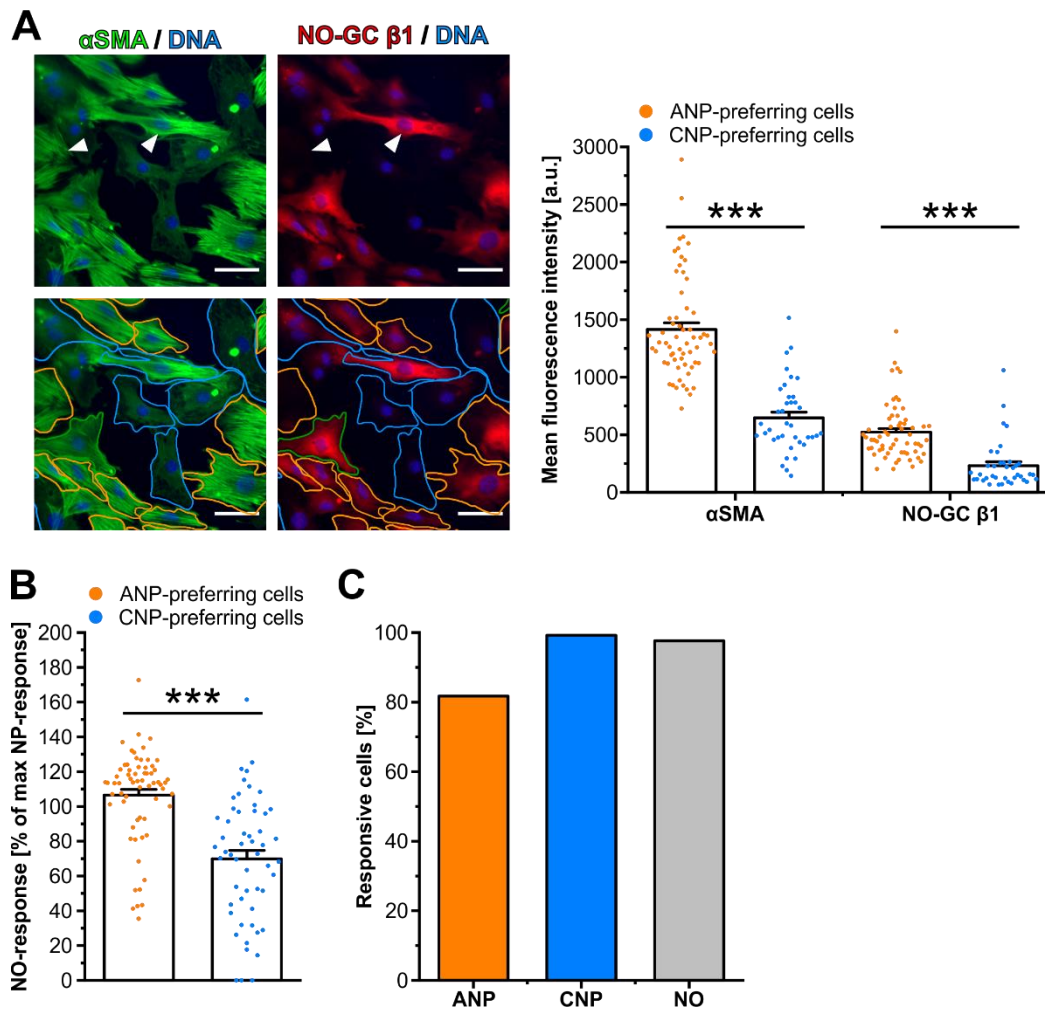 A
αSMA / DNA
NO-GC β1 / DNA
ANP-preferring cells
CNP-preferring cells
Mean fluorescence intensity [a.u.]
3000
2500
2000
1500
1000
500
0
***
***
αSMA
NO-GC β1
B
ANP-preferring cells
CNP-preferring cells
NO-response [% of max NP-response]
200
180
160
140
120
100
80
60
40
20
0
***
C
Responsive cells [%]
100
80
60
40
20
0
ANP
CNP
NO